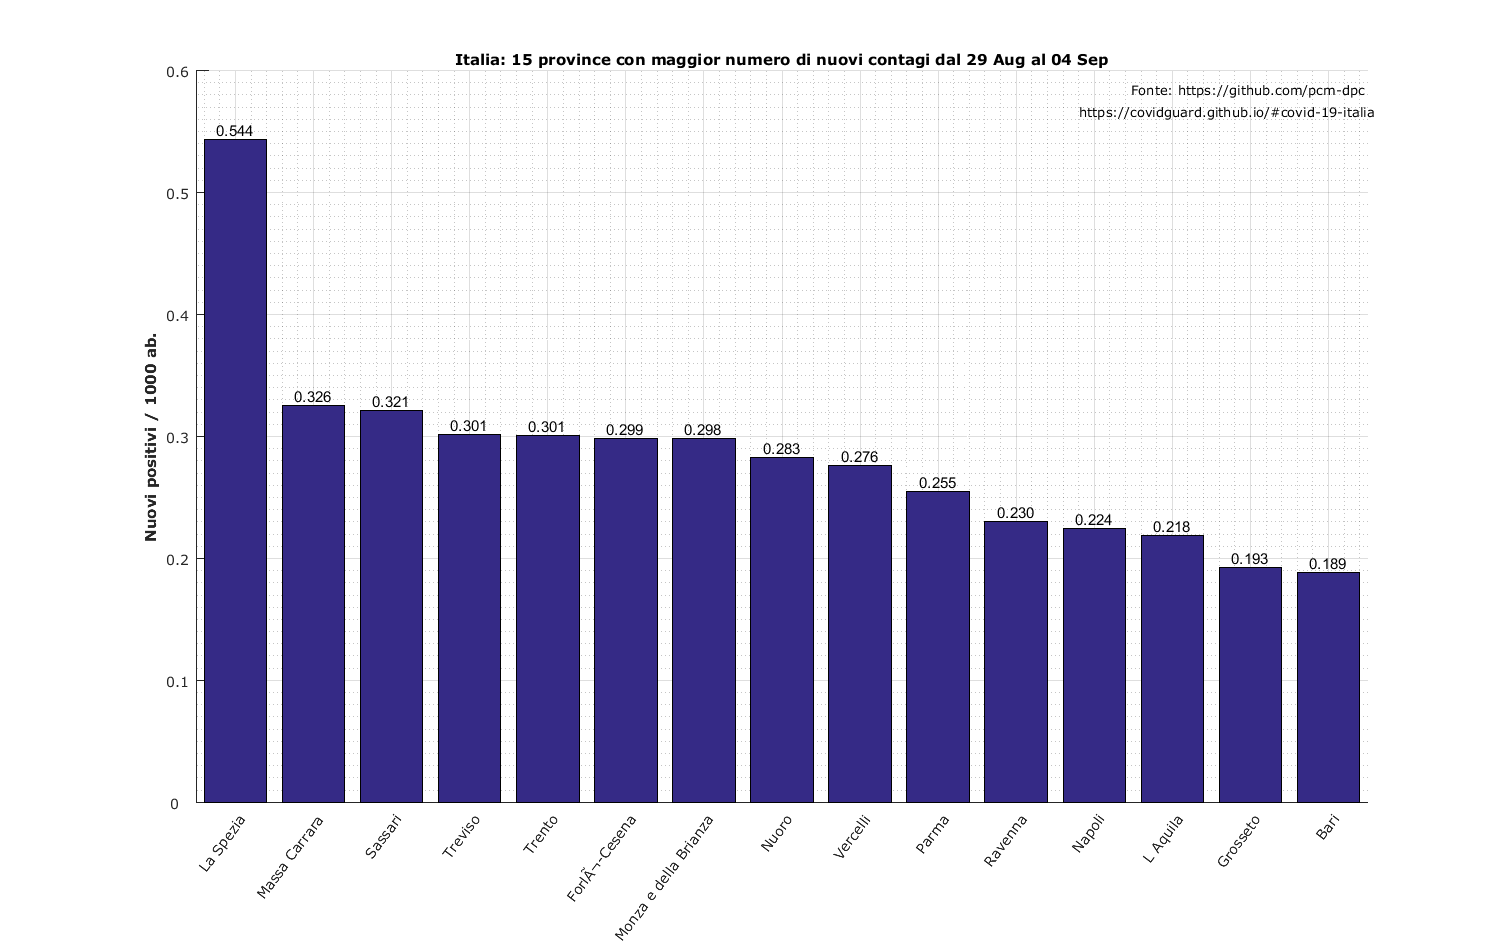 Italia: 15 province con maggior numero di nuovi contagi dal 29 Aug al 04 Sep
Fonte: https://github.com/pcm-dpc
https://covidguard.github.io/#covid-19-italia
Nuovi positivi / 1000 ab.
0.6
0.5
0.4
0.3
0.2
0.1
0
0.544
0.326
0.321
0.301
0.301
0.299
0.298
0.283
0.276
0.255
0.230
0.224
0.218
0.193
0.189
La Spezia
Massa Carrara
Sassari
Treviso
Trento
ForlÃ¬-Cesena
Monza e della Brianza
Nuoro
Vercelli
Parma
Ravenna
Napoli
L Aquila
Grosseto
Bari